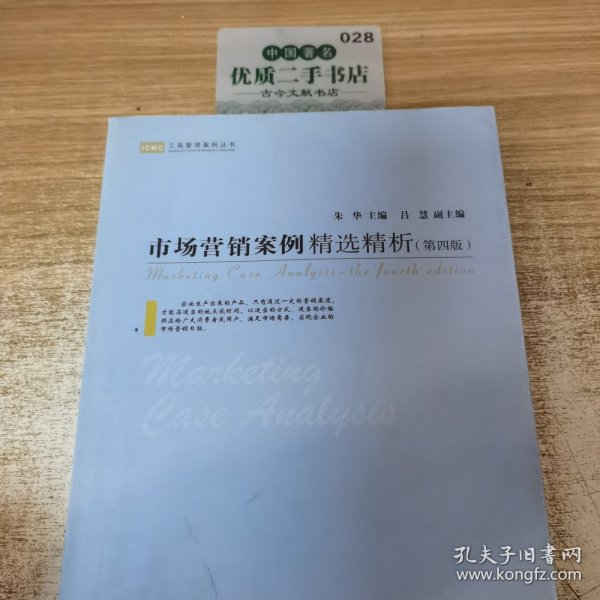 028
中国著名
优质二手书店
古今文献书店
ICMC 工商管理案例丛书
朱 华 主编 吕 慧 副主编
市场营销案例精选精析(第四版)
Marketing Case Analysis-the fourth edition
企业生产出来的产品，只有通过一定的营销渠道，
才能在适当的地点或时间，以适当的方式、适当的价格
供应给广大消费者或用户，满足市场需要，实现企业的
市场营销目标。
Marketing
Case Analysis
孔夫子旧书网
www.kongfz.com